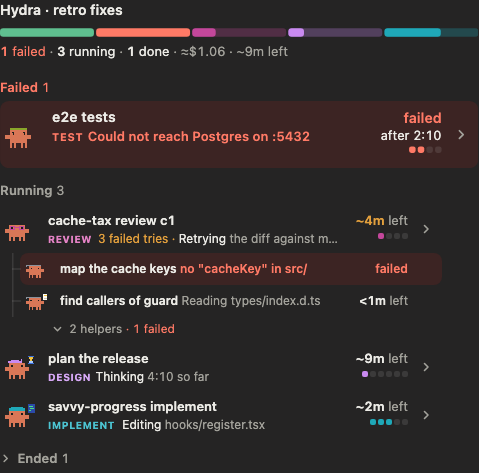 Hydra · retro fixes
1 failed · 3 running · 1 done · ≈$1.06 · ~9m left
Failed 1
e2e tests failed
TEST Could not reach Postgres on :5432 after 2:10
Running 3
cache-tax review c1 ~4m left
REVIEW 3 failed tries · Retrying the diff against m...
map the cache keys no "cacheKey" in src/ failed
find callers of guard Reading types/index.d.ts <1m left
2 helpers · 1 failed
plan the release ~9m left
DESIGN Thinking 4:10 so far
savvy-progress implement ~2m left
IMPLEMENT Editing hooks/register.tsx
Ended 1